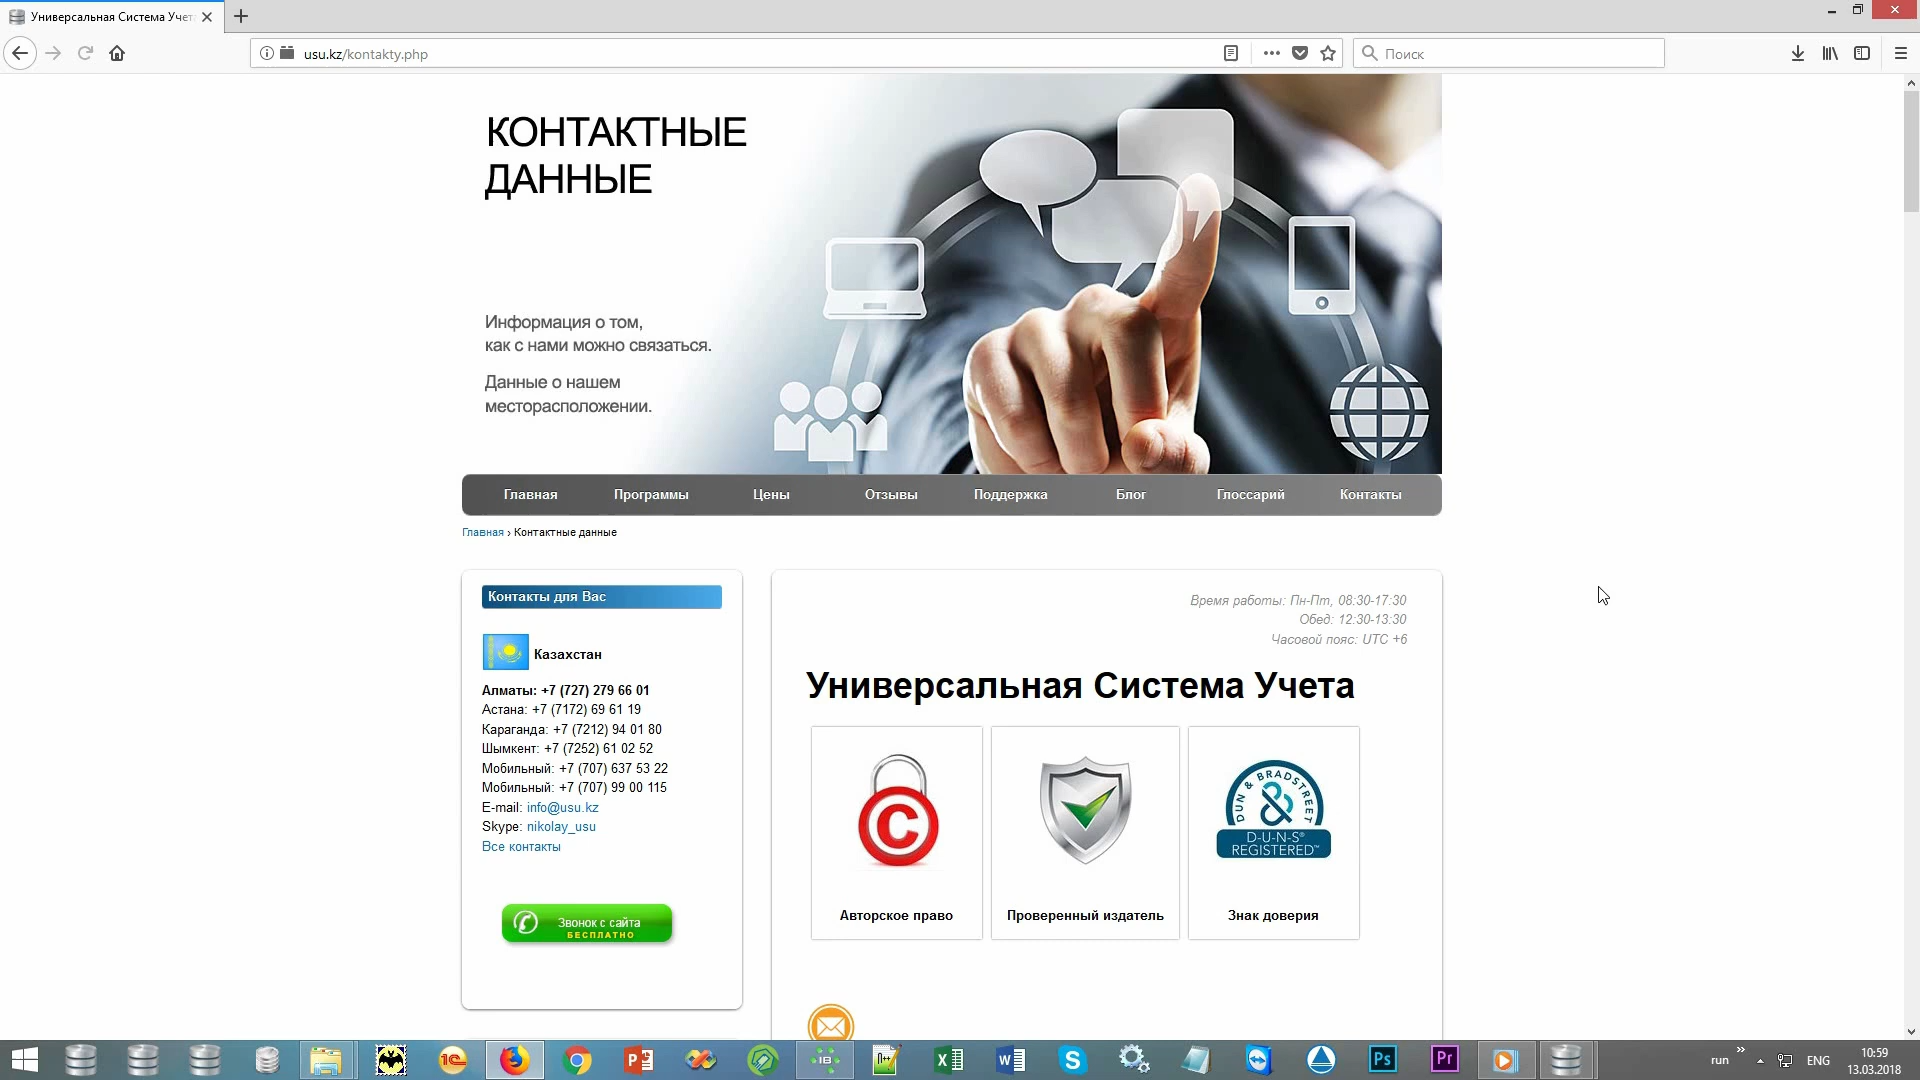 Универсальная Система Учет
usu.kz/kontakty.php
Поиск
КОНТАКТНЫЕ
ДАННЫЕ
Информация о том,
как с нами можно связаться.
Данные о нашем
месторасположении.
Главная Программы Цены Отзывы Поддержка Блог Глоссарий Контакты
Главная › Контактные данные
Контакты для Вас
Казахстан
Алматы: +7 (727) 279 66 01
Астана: +7 (7172) 69 61 19
Караганда: +7 (7212) 94 01 80
Шымкент: +7 (7252) 61 02 52
Мобильный: +7 (707) 637 53 22
Мобильный: +7 (707) 99 00 115
E-mail: info@usu.kz
Skype: nikolay_usu
Все контакты
Звонок с сайта
БЕСПЛАТНО
Время работы: Пн-Пт, 08:30-17:30
Обед: 12:30-13:30
Часовой пояс: UTC +6
Универсальная Система Учета
C
DUN & BRADSTREET
D-U-N-S®
REGISTERED™
Авторское право Проверенный издатель Знак доверия
run
ENG
10:59
13.03.2018